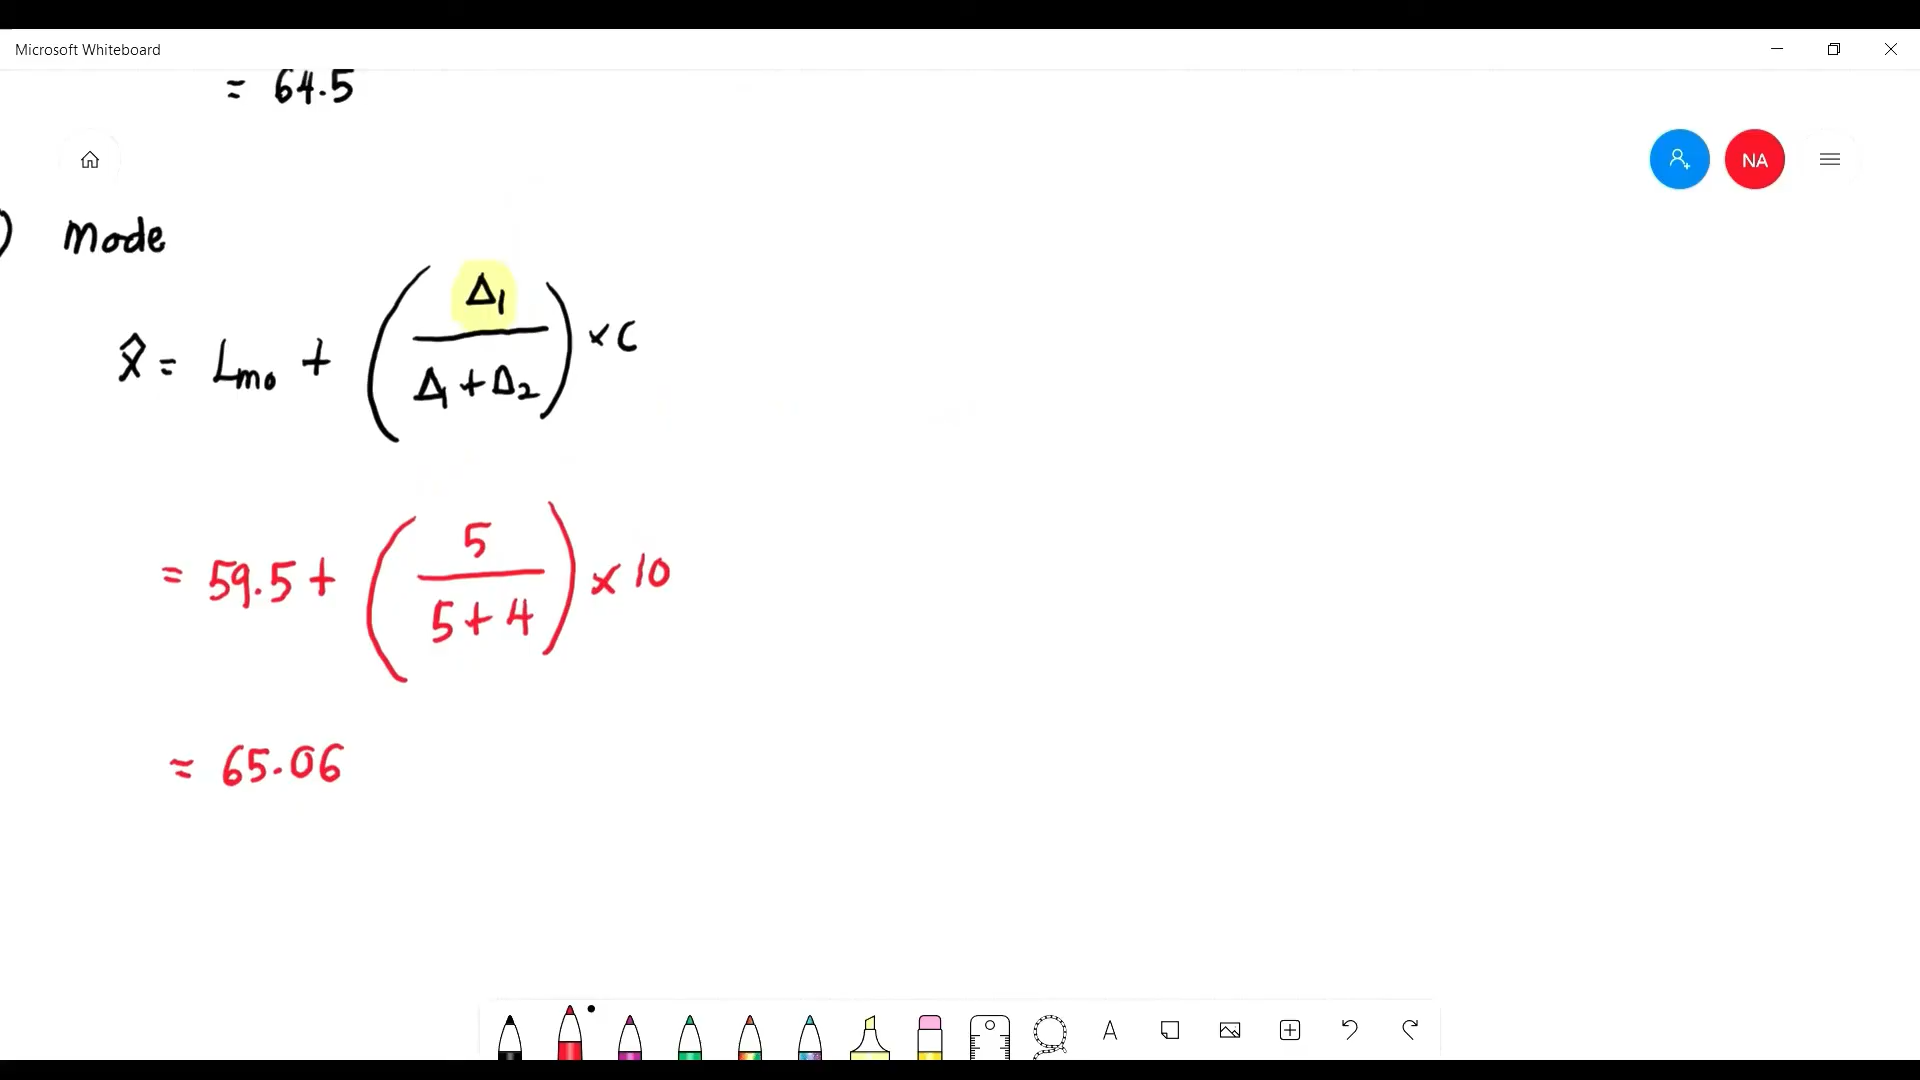 Microsoft Whiteboard
= 64.5
NA
) Mode
x̂ = Lmo + ( Δ1 / Δ1 + Δ2 ) × C
= 59.5 + ( 5 / 5 + 4 ) × 10
≈ 65.06